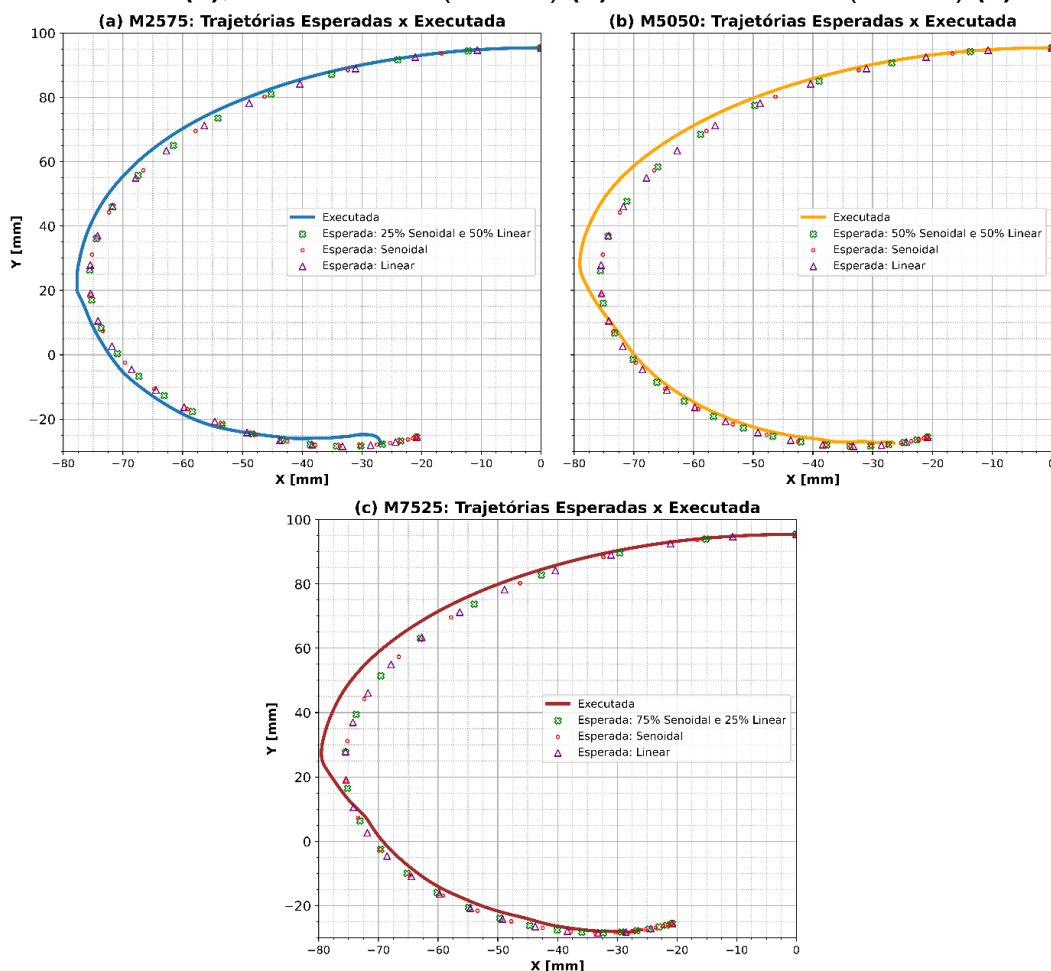 (a) M2575: Trajetórias Esperadas x Executada
100
80
60
40
20
0
−20
Y [mm]
−80 −70 −60 −50 −40 −30 −20 −10 0
X [mm]
Executada
Esperada: 25% Senoidal e 50% Linear
Esperada: Senoidal
Esperada: Linear
(b) M5050: Trajetórias Esperadas x Executada
−80 −70 −60 −50 −40 −30 −20 −10 0
X [mm]
Executada
Esperada: 50% Senoidal e 50% Linear
Esperada: Senoidal
Esperada: Linear
(c) M7525: Trajetórias Esperadas x Executada
100
80
60
40
20
0
−20
Y [mm]
−80 −70 −60 −50 −40 −30 −20 −10 0
X [mm]
Executada
Esperada: 75% Senoidal e 25% Linear
Esperada: Senoidal
Esperada: Linear